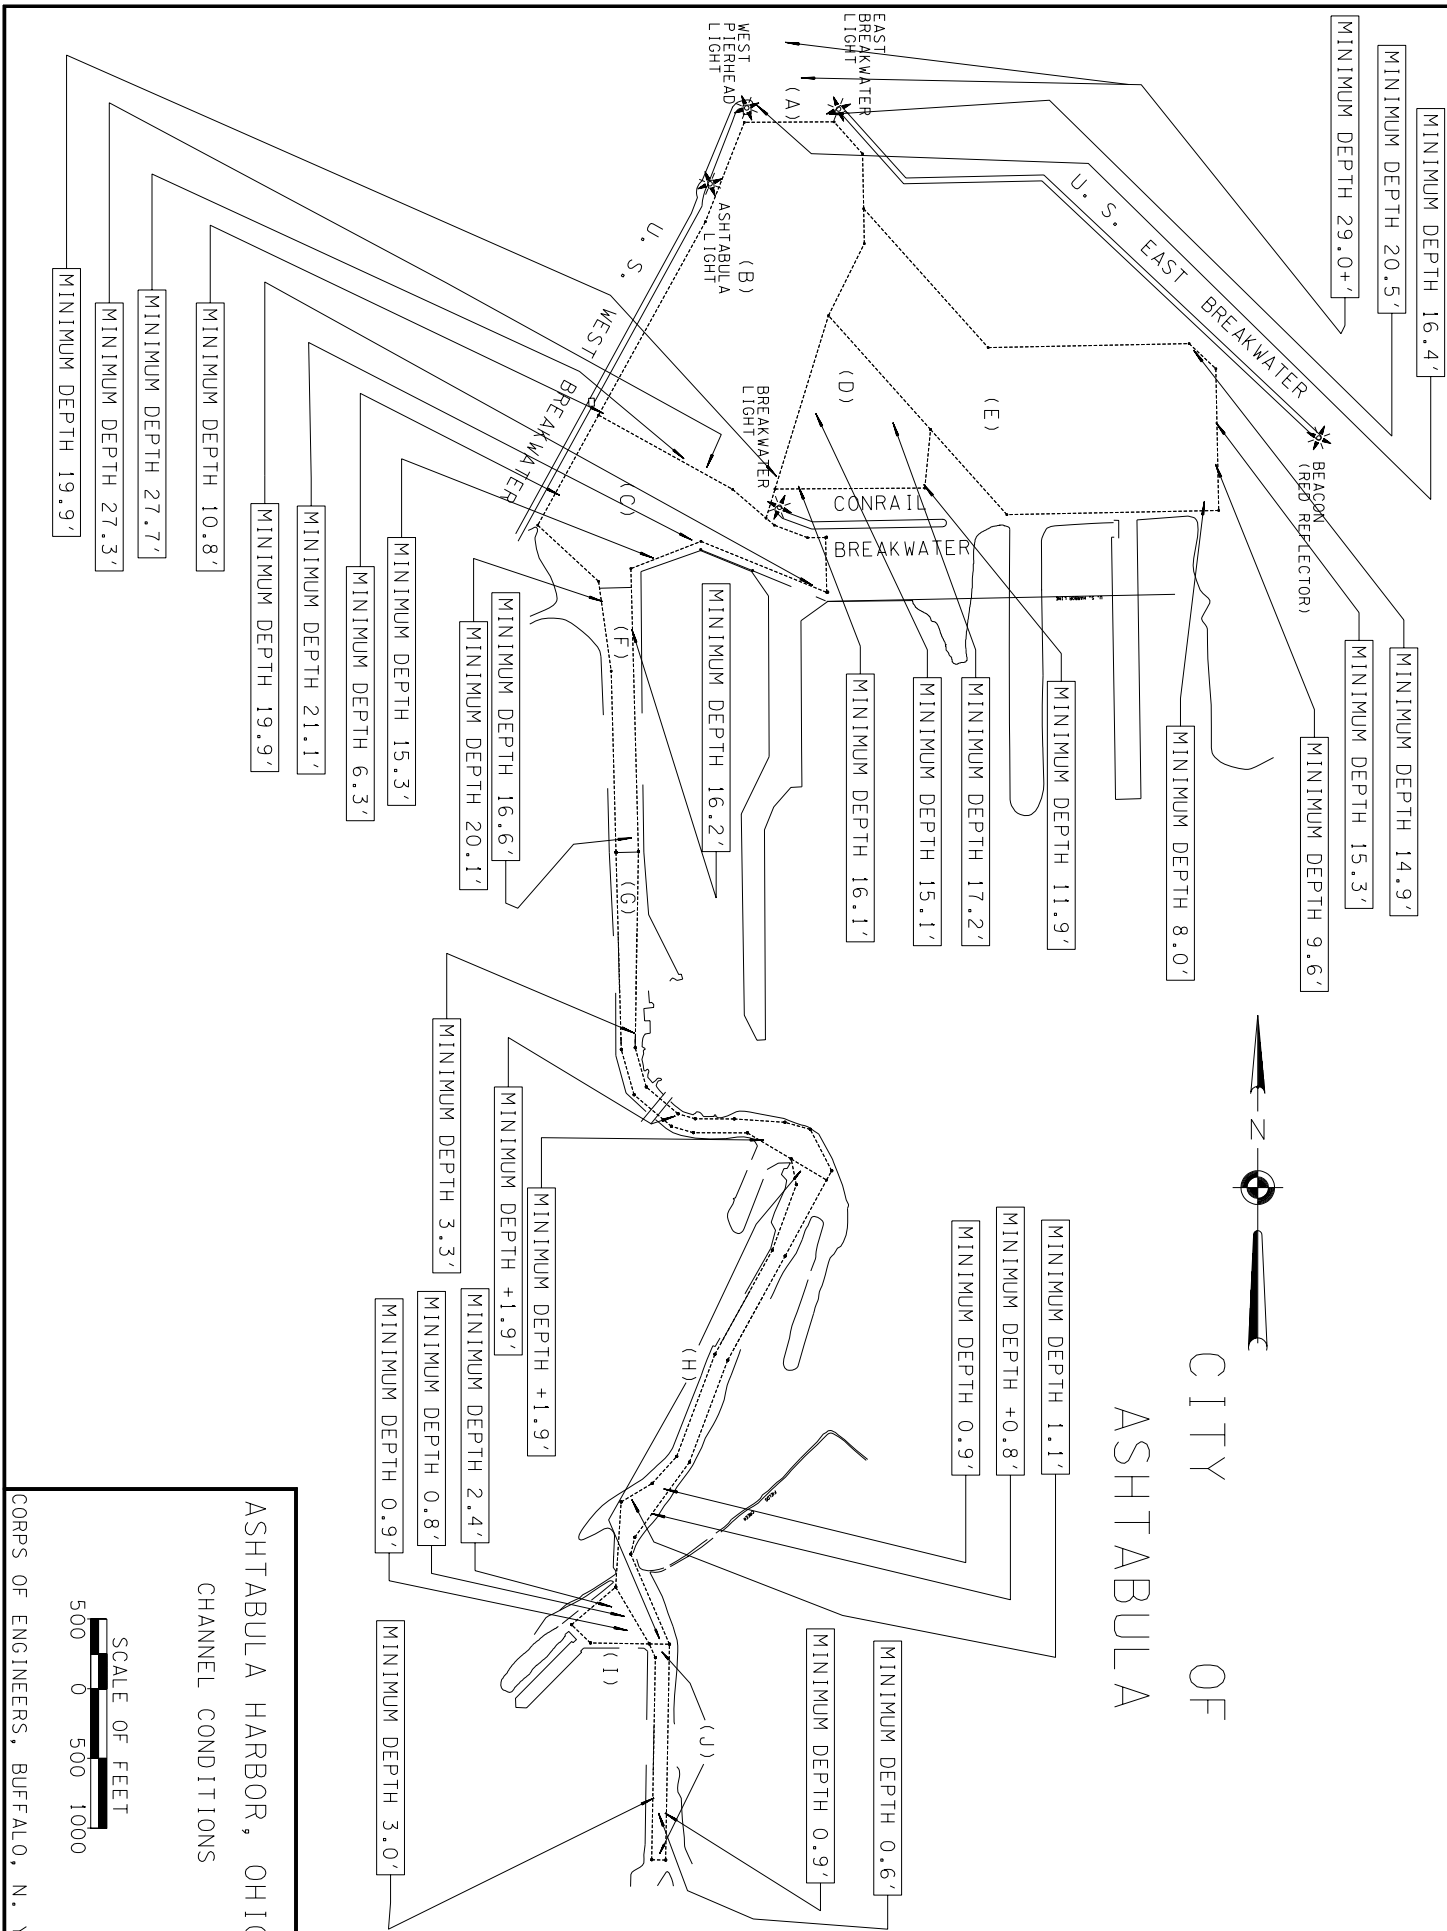 MINIMUM DEPTH 16.4'
MINIMUM DEPTH 20.5'
MINIMUM DEPTH 29.0+'
EAST
BREAKWATER
LIGHT
WEST
PIERHEAD
LIGHT
(A)
U. S. EAST BREAKWATER
BEACON
(RED REFLECTOR)
ASHTABULA
LIGHT
(B)
U. S. WEST BREAKWATER
(C)
(D)
(E)
BREAKWATER
LIGHT
CONRAIL
BREAKWATER
U. S. HARBOR LINE
MINIMUM DEPTH 14.9'
MINIMUM DEPTH 15.3'
MINIMUM DEPTH 9.6'
MINIMUM DEPTH 8.0'
MINIMUM DEPTH 11.9'
MINIMUM DEPTH 17.2'
MINIMUM DEPTH 15.1'
MINIMUM DEPTH 16.1'
MINIMUM DEPTH 16.2'
MINIMUM DEPTH 16.6'
MINIMUM DEPTH 20.1'
MINIMUM DEPTH 15.3'
MINIMUM DEPTH 6.3'
MINIMUM DEPTH 21.1'
MINIMUM DEPTH 19.9'
MINIMUM DEPTH 10.8'
MINIMUM DEPTH 27.7'
MINIMUM DEPTH 27.3'
MINIMUM DEPTH 19.9'
(F)
(G)
N
CITY OF
ASHTABULA
MINIMUM DEPTH 3.3'
MINIMUM DEPTH +1.9'
MINIMUM DEPTH +1.9'
MINIMUM DEPTH 1.1'
MINIMUM DEPTH +0.8'
MINIMUM DEPTH 0.9'
(H)
FIELDS
CREEK
MINIMUM DEPTH 2.4'
MINIMUM DEPTH 0.8'
MINIMUM DEPTH 0.9'
(I)
(J)
MINIMUM DEPTH 0.6'
MINIMUM DEPTH 0.9'
MINIMUM DEPTH 3.0'
ASHTABULA HARBOR, OHIO
CHANNEL CONDITIONS
SCALE OF FEET
500 0 500 1000
CORPS OF ENGINEERS, BUFFALO, N. Y